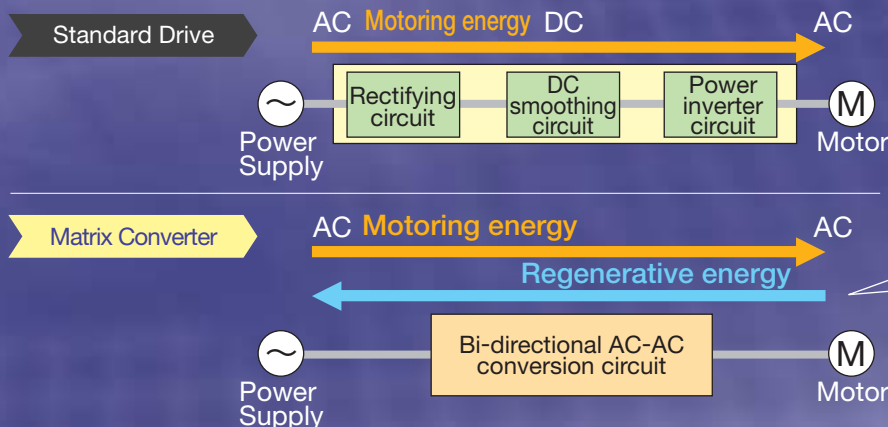 Standard Drive
AC Motoring energy DC AC
Rectifying
circuit
DC
smoothing
circuit
Power
inverter
circuit
~
Power
Supply
M
Motor
Matrix Converter
AC Motoring energy AC
Regenerative energy
Bi-directional AC-AC
conversion circuit
~
Power
Supply
M
Motor